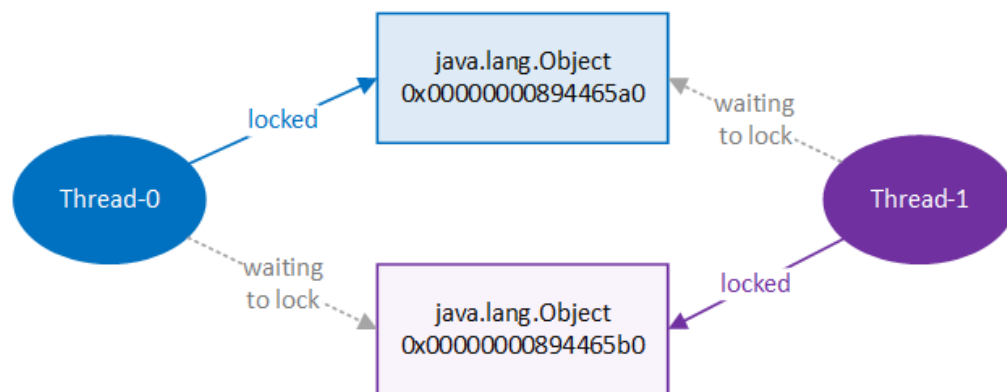 java.lang.Object
0x00000000894465a0
locked
waiting
to lock
Thread-0
Thread-1
waiting
to lock
locked
java.lang.Object
0x00000000894465b0